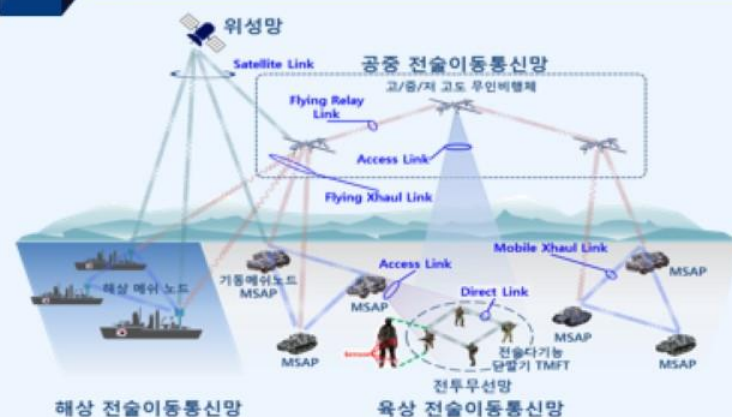 위성망
Satellite Link
공중 전술이동통신망
고/중/저 고도 무인비행체
Flying Relay
Link
Access Link
Flying Xhaul Link
Mobile Xhaul Link
해상 메쉬 노드
기동메쉬노드
MSAP
Access Link
MSAP
Direct Link
MSAP
MSAP
MSAP
MSAP
전술다기능
단말기 TMFT
전투무선망
해상 전술이동통신망
육상 전술이동통신망